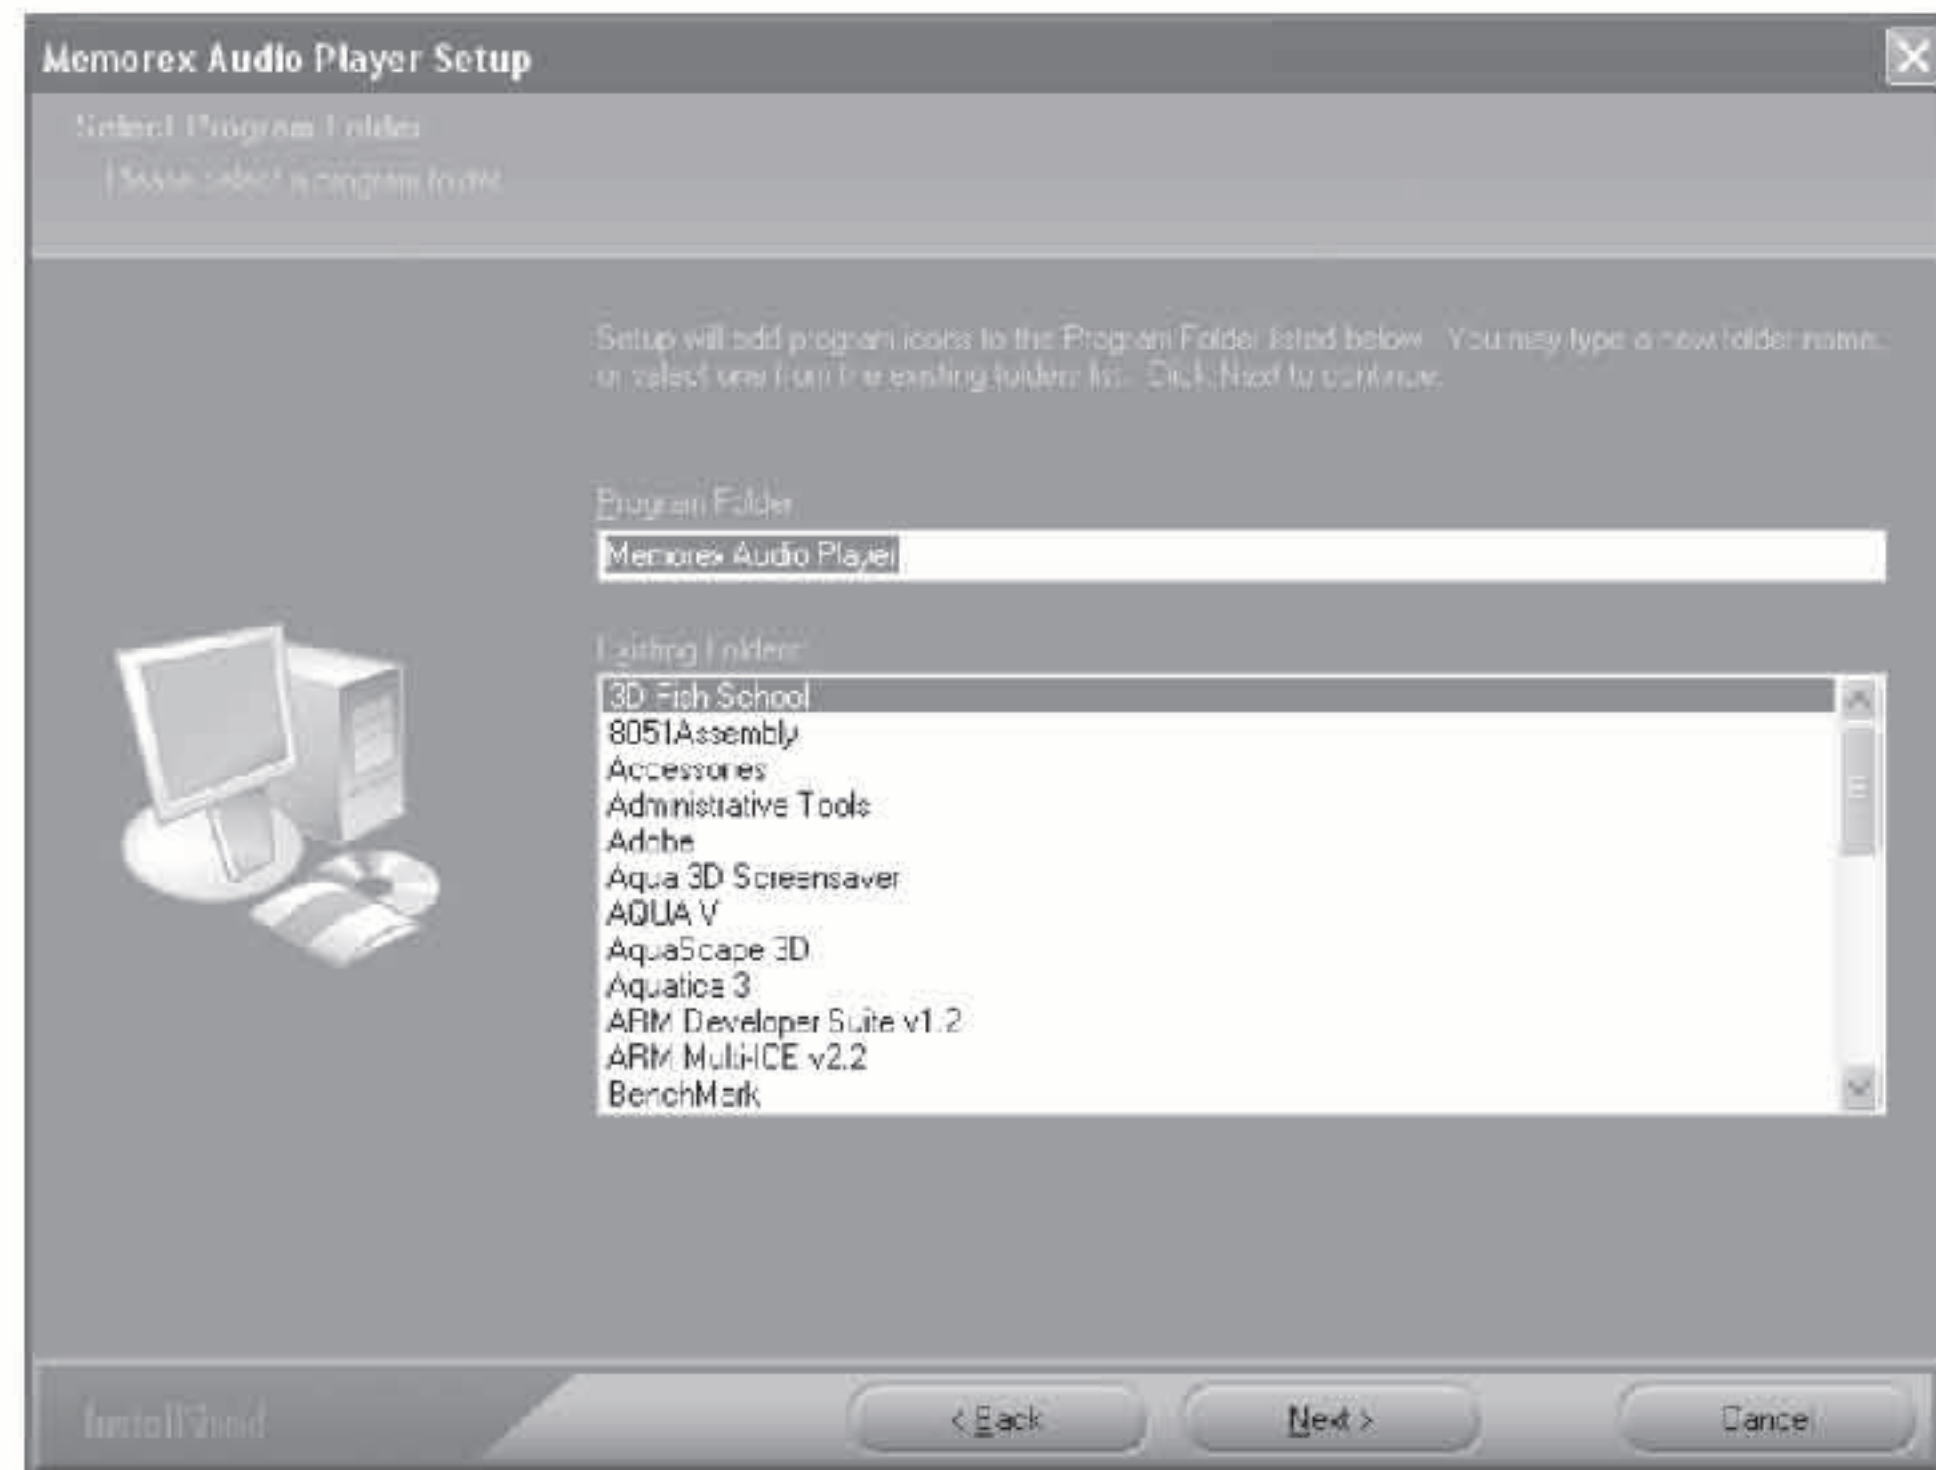 Memorex Audio Player Setup
Select Program Folder
Please select a program folder.
Setup will add program icons to the Program Folder listed below. You may type a new folder name,
or select one from the existing folders list. Click Next to continue.
Program Folder
Memorex Audio Player
Existing Folders:
3D Fish School
8051Assembly
Accessories
Administrative Tools
Adobe
Aqua 3D Screensaver
AQUA V
AquaScape 3D
Aquatica 3
ARM Developer Suite v1.2
ARM Multi-ICE v2.2
BenchMark
InstallShield
< Back
Next >
Cancel